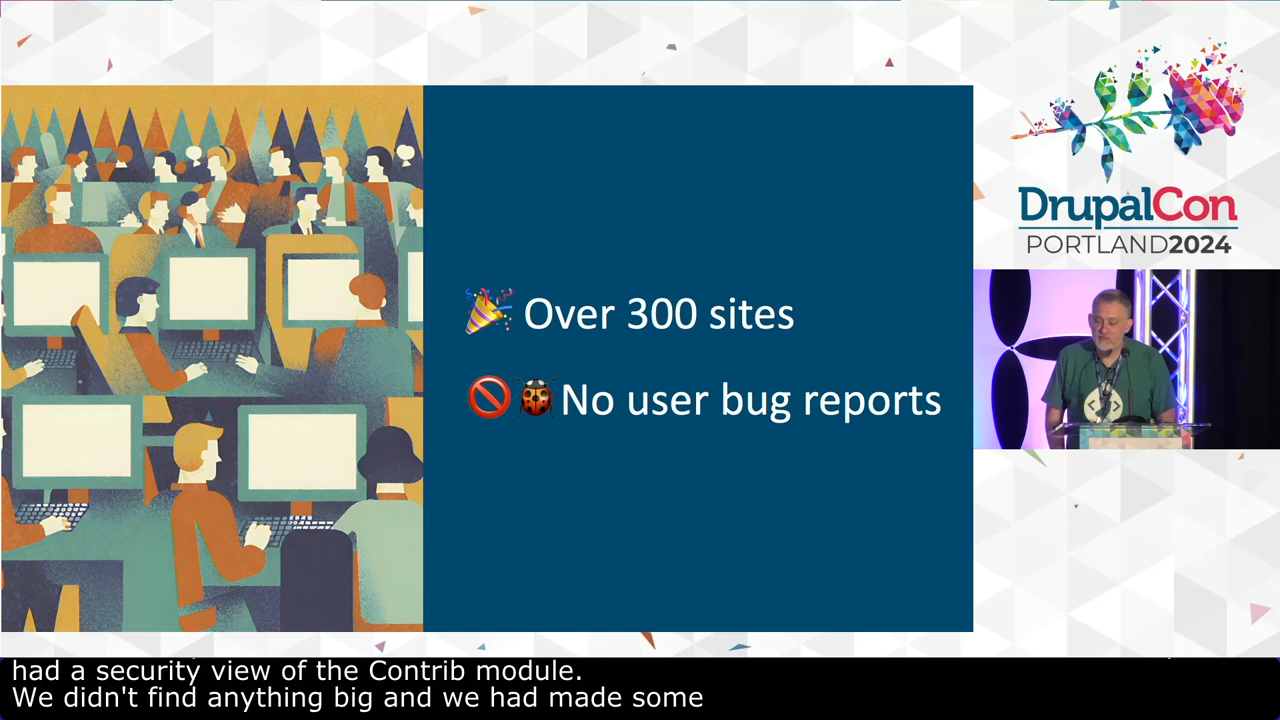 Over 300 sites
No user bug reports
DrupalCon
PORTLAND2024
had a security view of the Contrib module.
We didn't find anything big and we had made some